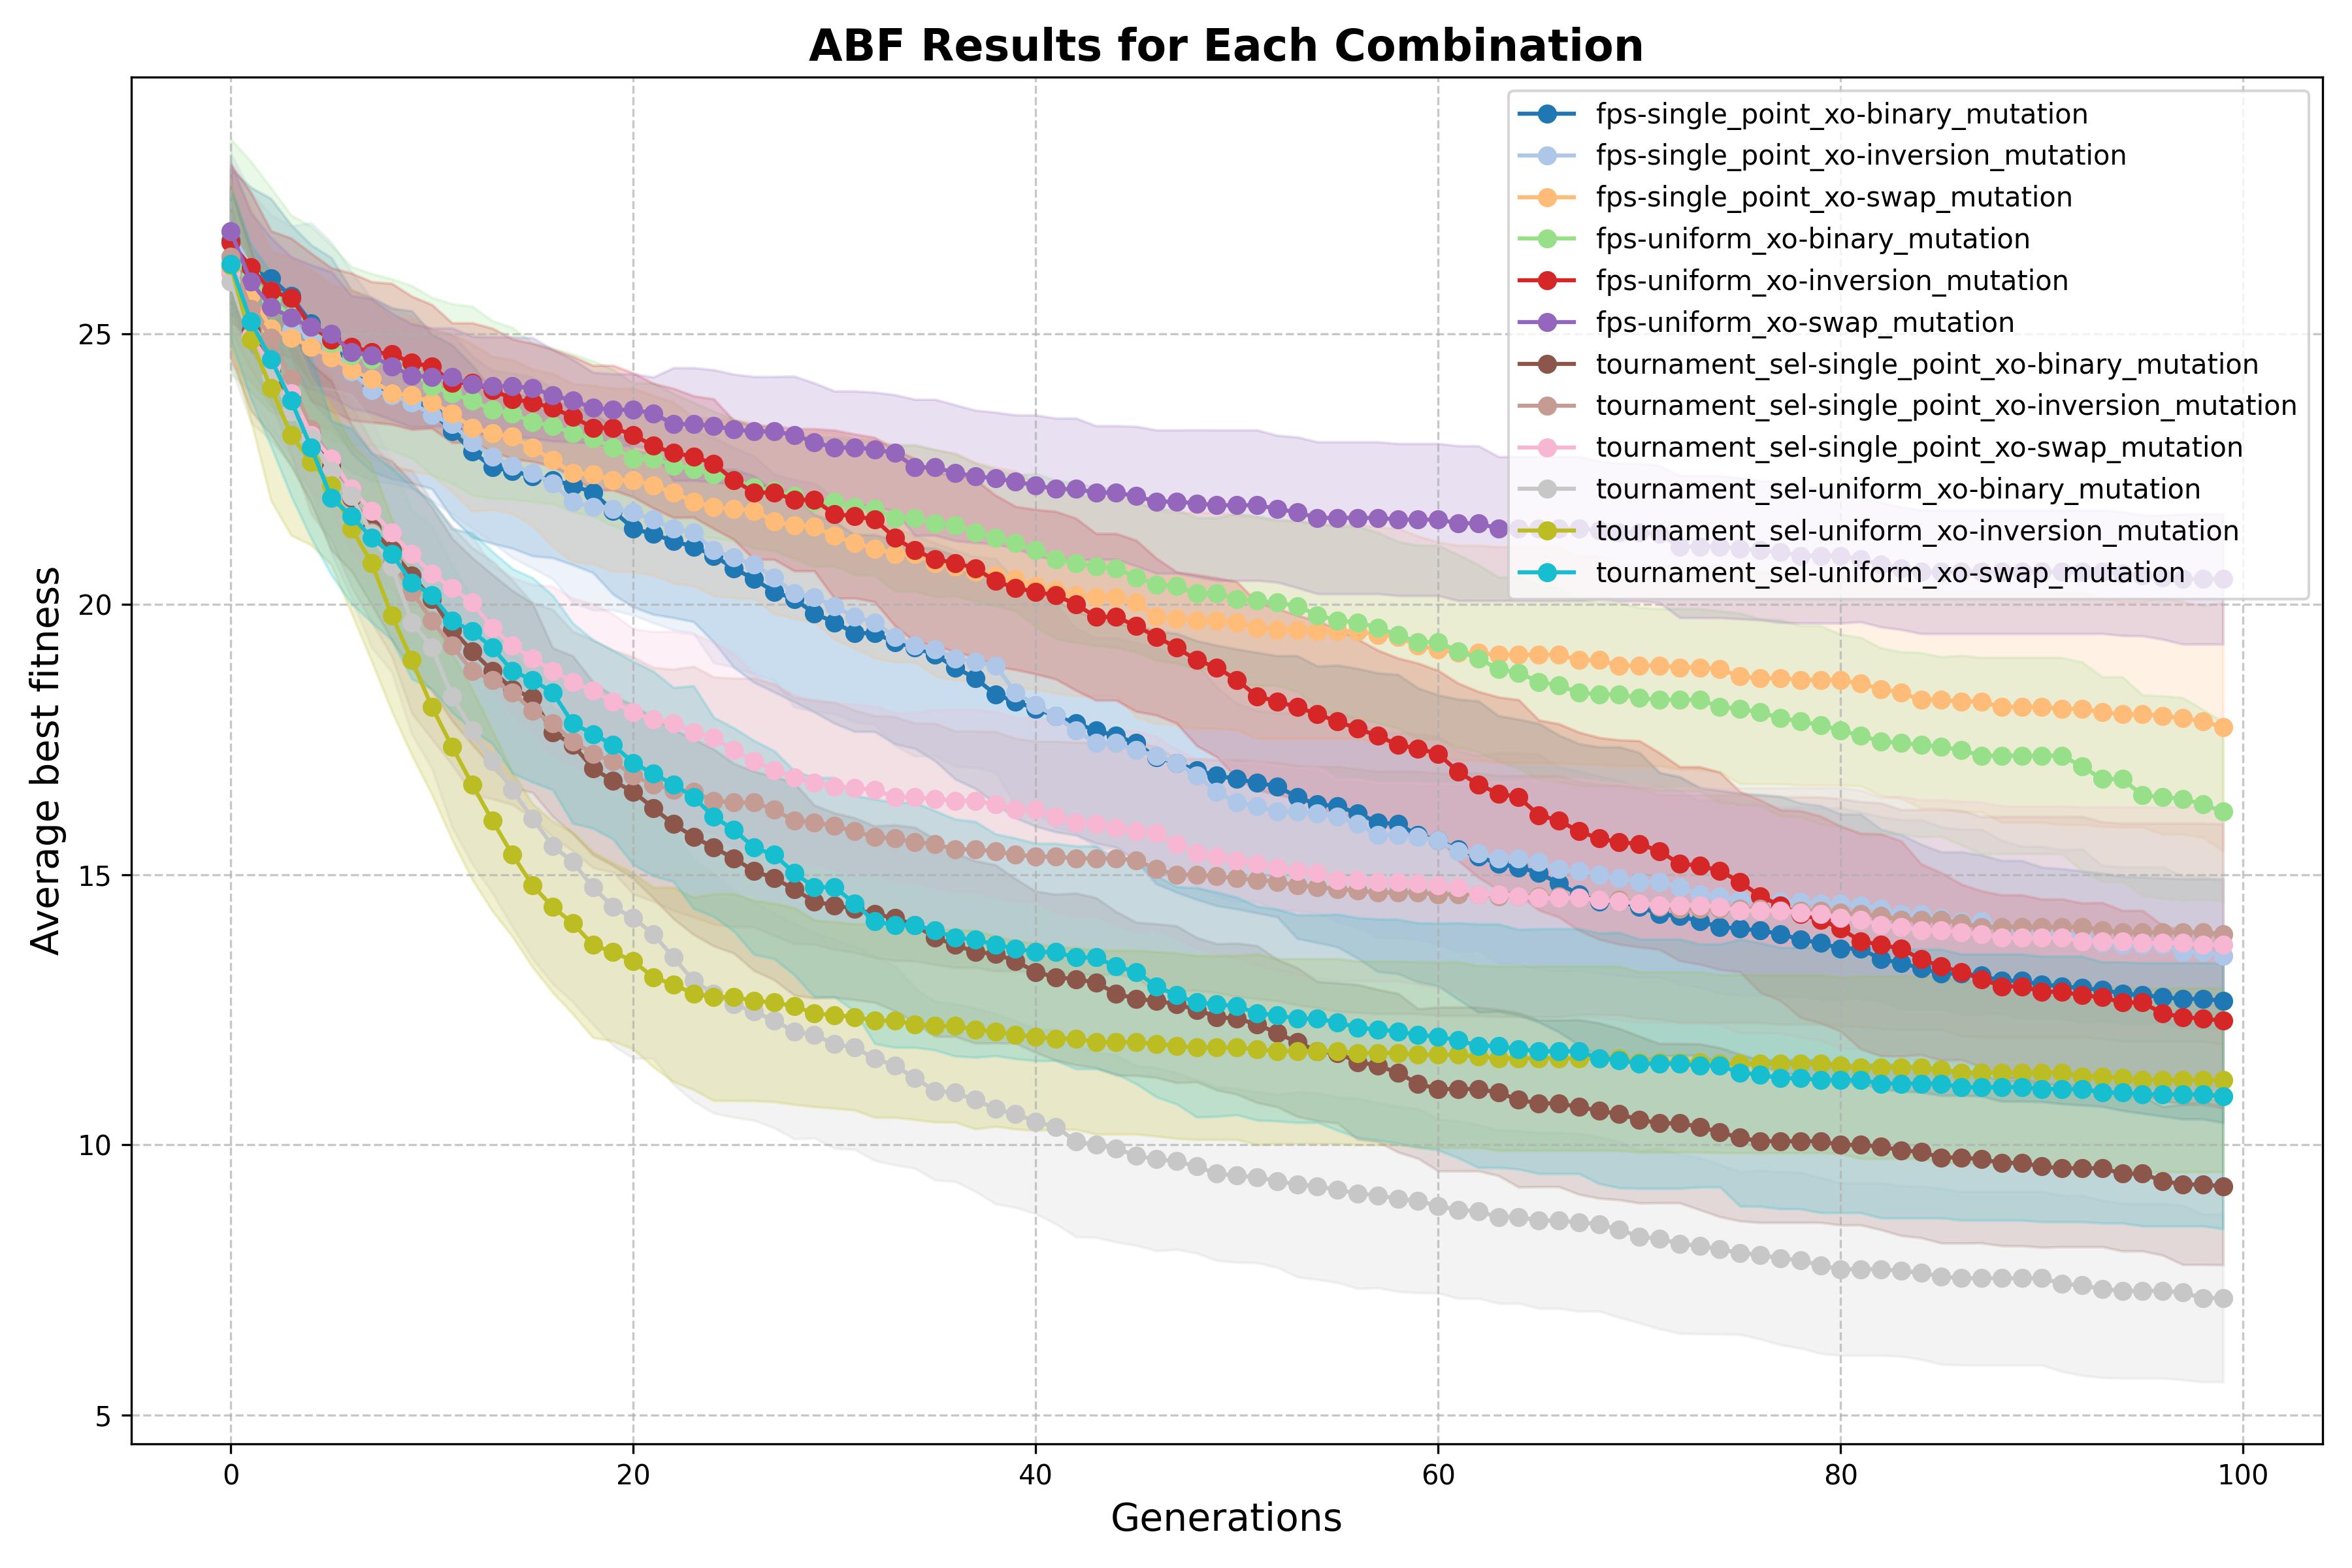 ABF Results for Each Combination
fps-single_point_xo-binary_mutation
fps-single_point_xo-inversion_mutation
fps-single_point_xo-swap_mutation
fps-uniform_xo-binary_mutation
fps-uniform_xo-inversion_mutation
fps-uniform_xo-swap_mutation
tournament_sel-single_point_xo-binary_mutation
tournament_sel-single_point_xo-inversion_mutation
tournament_sel-single_point_xo-swap_mutation
tournament_sel-uniform_xo-binary_mutation
tournament_sel-uniform_xo-inversion_mutation
tournament_sel-uniform_xo-swap_mutation
Average best fitness
25
20
15
10
5
0 20 40 60 80 100
Generations